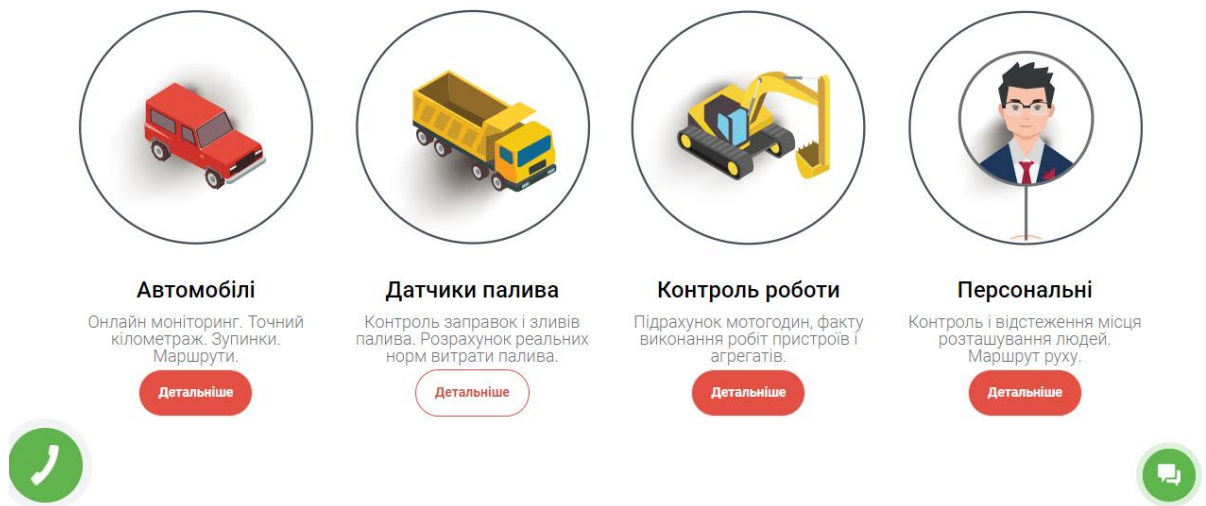 Автомобілі
Онлайн моніторинг. Точний
кілометраж. Зупинки.
Маршрути.
Детальніше
Датчики палива
Контроль заправок і зливів
палива. Розрахунок реальних
норм витрати палива.
Детальніше
Контроль роботи
Підрахунок мотогодин, факту
виконання робіт пристроїв і
агрегатів.
Детальніше
Персональні
Контроль і відстеження місця
розташування людей.
Маршрут руху.
Детальніше